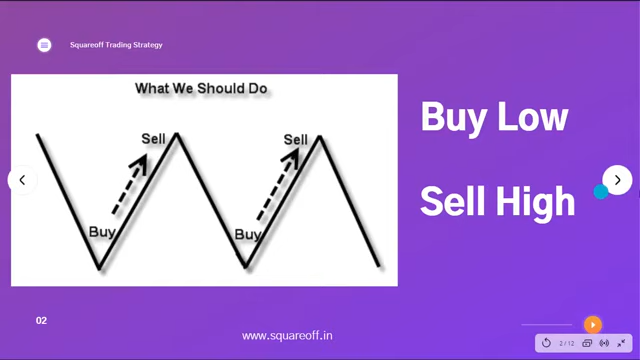 Squareoff Trading Strategy
What We Should Do
Sell
Sell
Buy
Buy
Buy Low
Sell High
02
www.squareoff.in
2 / 12